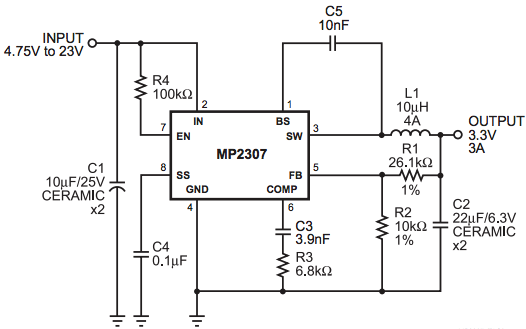 C5
10nF
INPUT
4.75V to 23V
R4
100kΩ
L1
10µH
4A
2
1
IN
BS
7
EN
SW
3
OUTPUT
3.3V
3A
MP2307
R1
26.1kΩ
1%
8
SS
FB
5
C1
10µF/25V
CERAMIC
x2
GND
COMP
4
6
R2
10kΩ
1%
C2
22µF/6.3V
CERAMIC
x2
C3
3.9nF
C4
0.1µF
R3
6.8kΩ